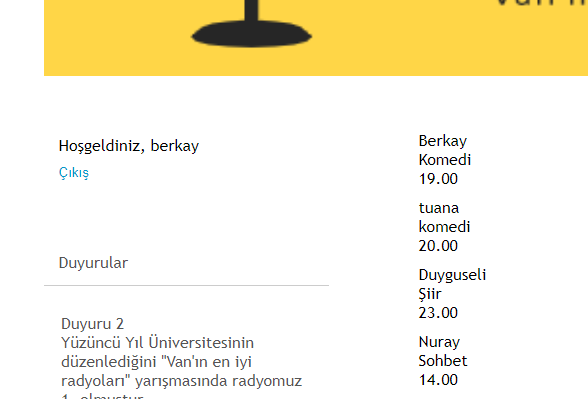 Hoşgeldiniz, berkay
Çıkış
Duyurular
Duyuru 2
Yüzüncü Yıl Üniversitesinin
düzenlediğini "Van'ın en iyi
radyoları" yarışmasında radyomuz
1. olmuştur
Berkay
Komedi
19.00
tuana
komedi
20.00
Duyguseli
Şiir
23.00
Nuray
Sohbet
14.00